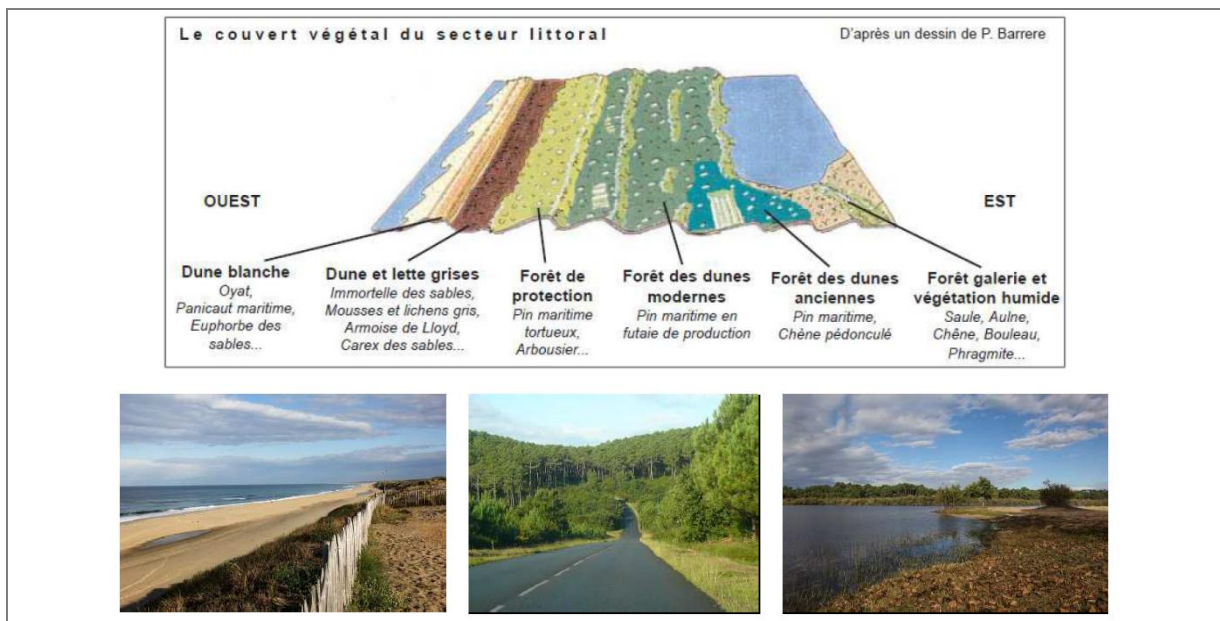 Le couvert végétal du secteur littoral
D'après un dessin de P. Barrere
OUEST
EST
Dune blanche
Oyat,
Panicaut maritime,
Euphorbe des
sables...
Dune et lette grises
Immortelle des sables,
Mousses et lichens gris,
Armoise de Lloyd,
Carex des sables...
Forêt de
protection
Pin maritime
tortueux,
Arbousier...
Forêt des dunes
modernes
Pin maritime en
futaie de production
Forêt des dunes
anciennes
Pin maritime,
Chène pédonculé
Forêt galerie et
végétation humide
Saule, Aulne,
Chêne, Bouleau,
Phragmite...